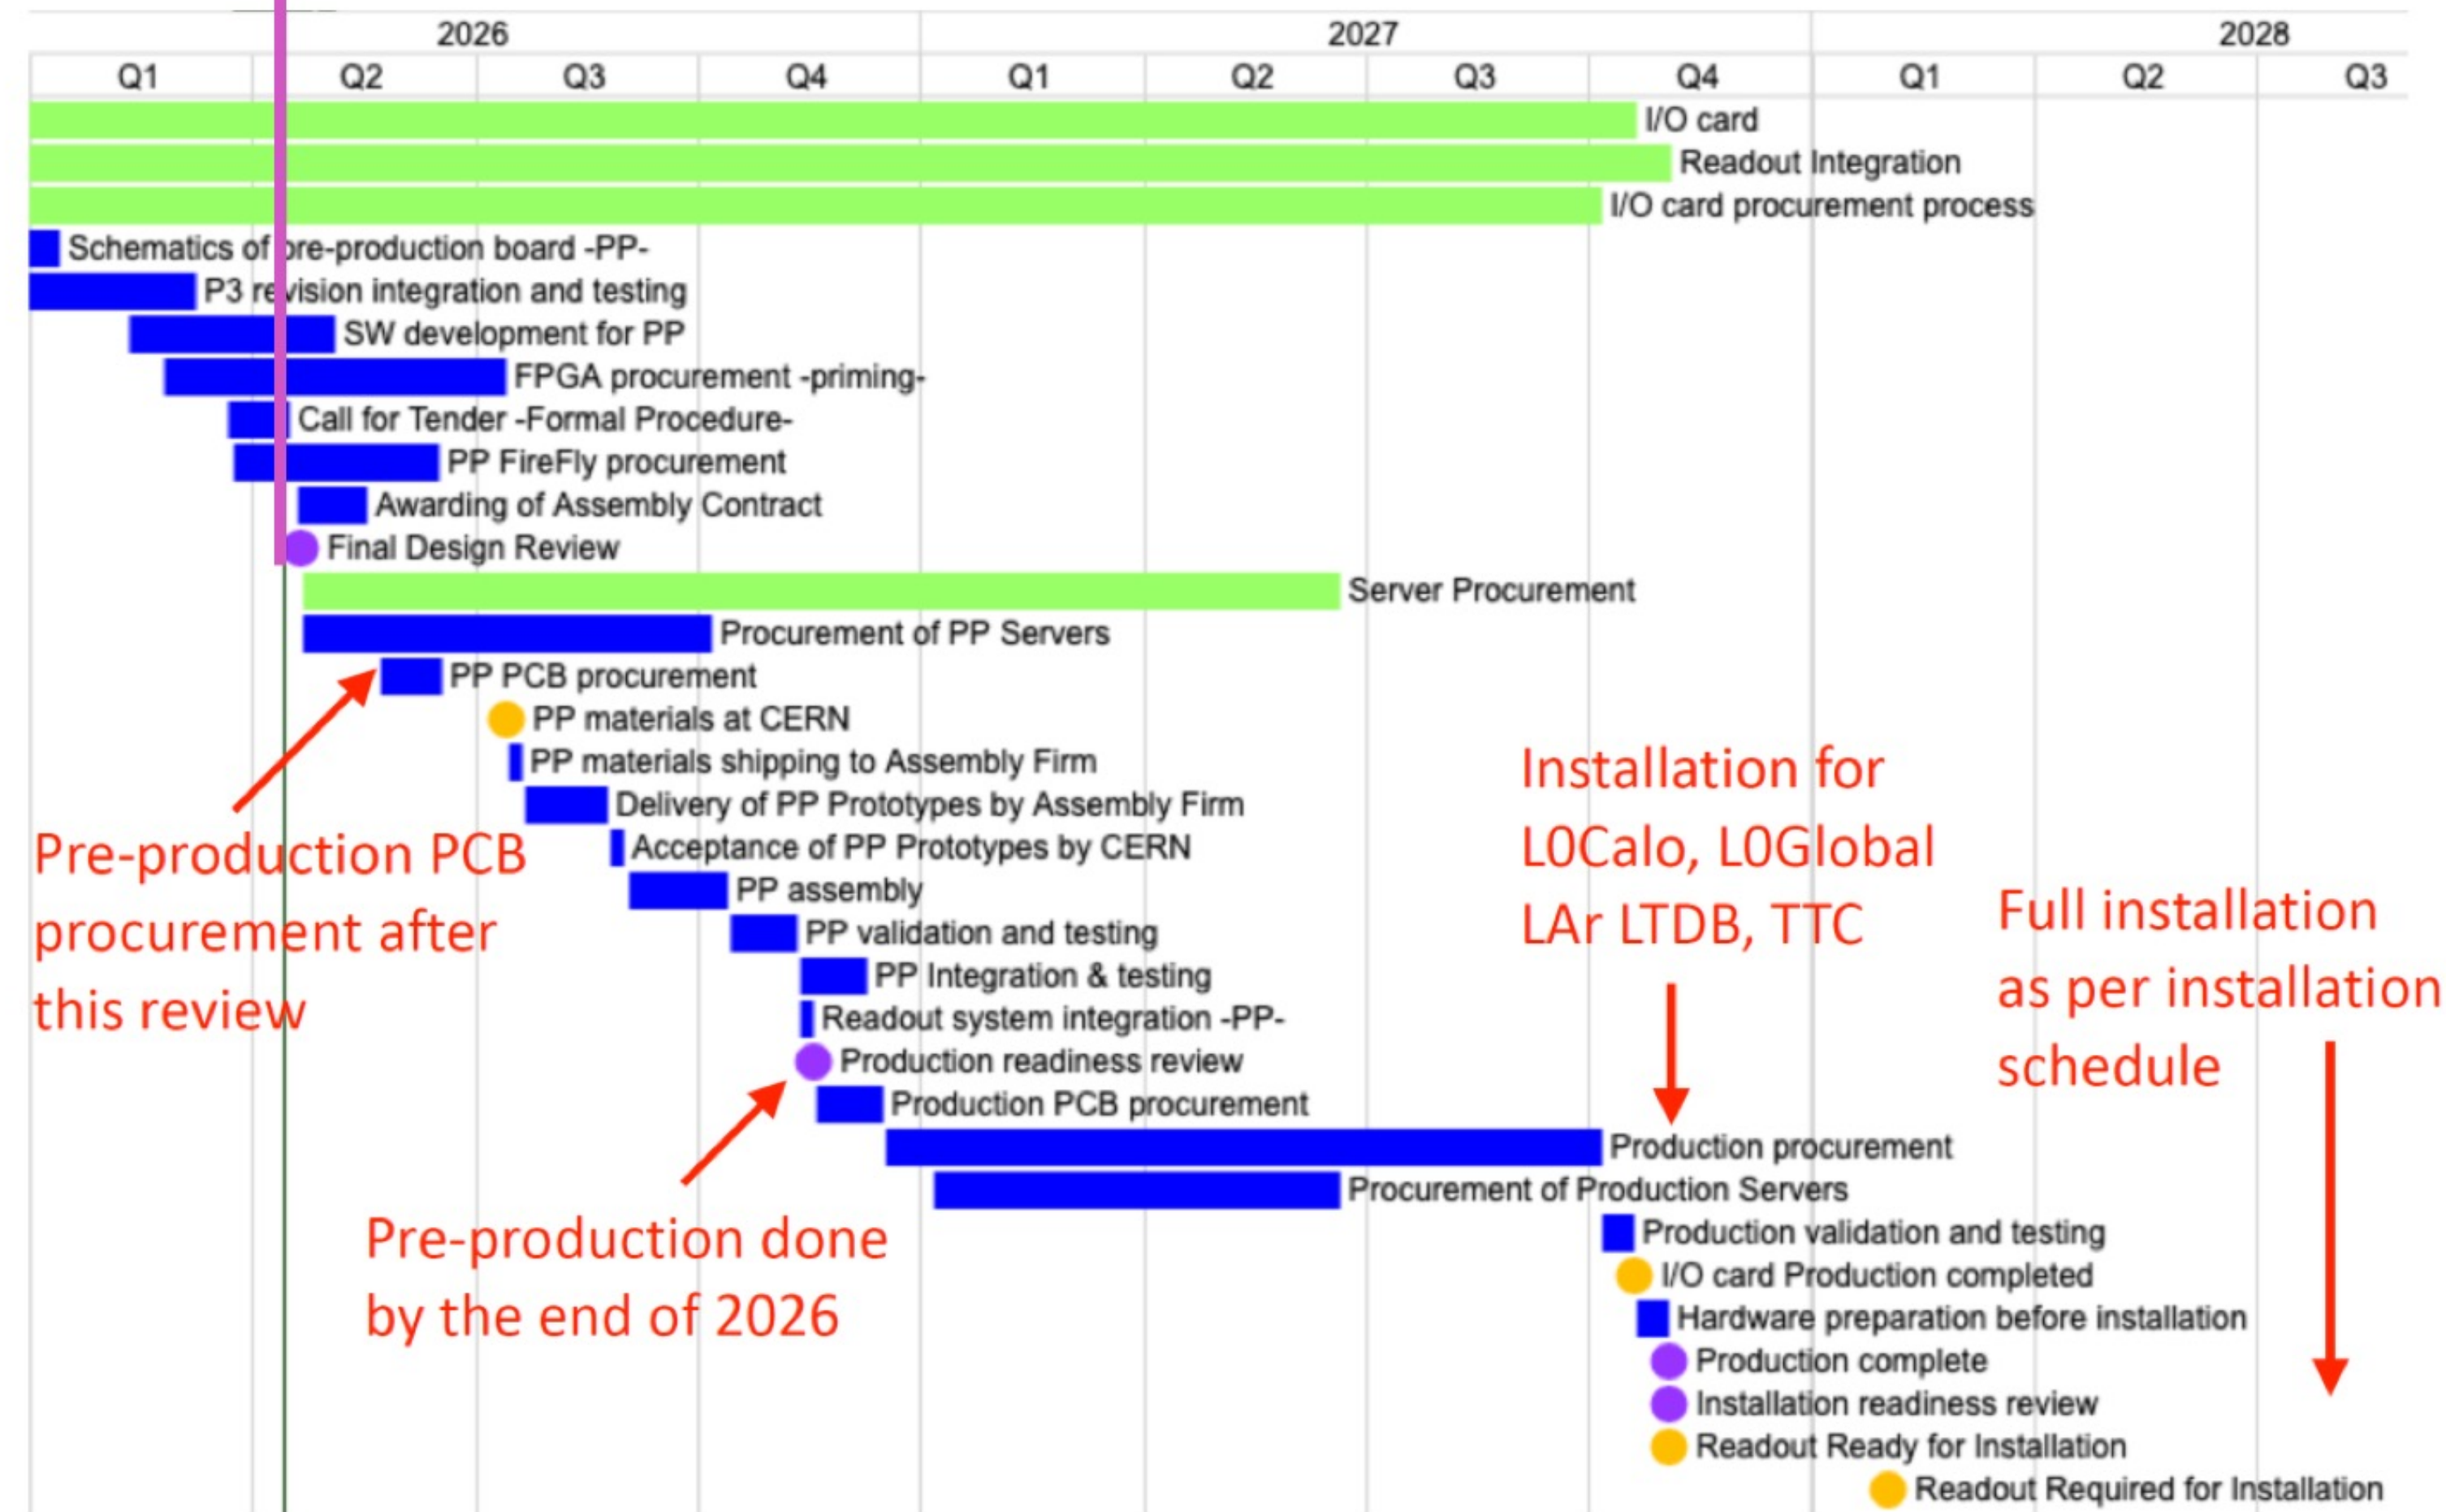 2026 2027 2028
Q1 Q2 Q3 Q4 Q1 Q2 Q3 Q4 Q1 Q2 Q3
I/O card
Readout Integration
I/O card procurement process
Schematics of pre-production board -PP-
P3 revision integration and testing
SW development for PP
FPGA procurement -priming-
Call for Tender -Formal Procedure-
PP FireFly procurement
Awarding of Assembly Contract
Final Design Review
Server Procurement
Procurement of PP Servers
PP PCB procurement
PP materials at CERN
PP materials shipping to Assembly Firm
Delivery of PP Prototypes by Assembly Firm
Acceptance of PP Prototypes by CERN
PP assembly
PP validation and testing
PP Integration & testing
Readout system integration -PP-
Production readiness review
Production PCB procurement
Production procurement
Procurement of Production Servers
Production validation and testing
I/O card Production completed
Hardware preparation before installation
Production complete
Installation readiness review
Readout Ready for Installation
Readout Required for Installation
Pre-production PCB
procurement after
this review
Pre-production done
by the end of 2026
Installation for
L0Calo, L0Global
LAr LTDB, TTC
Full installation
as per installation
schedule